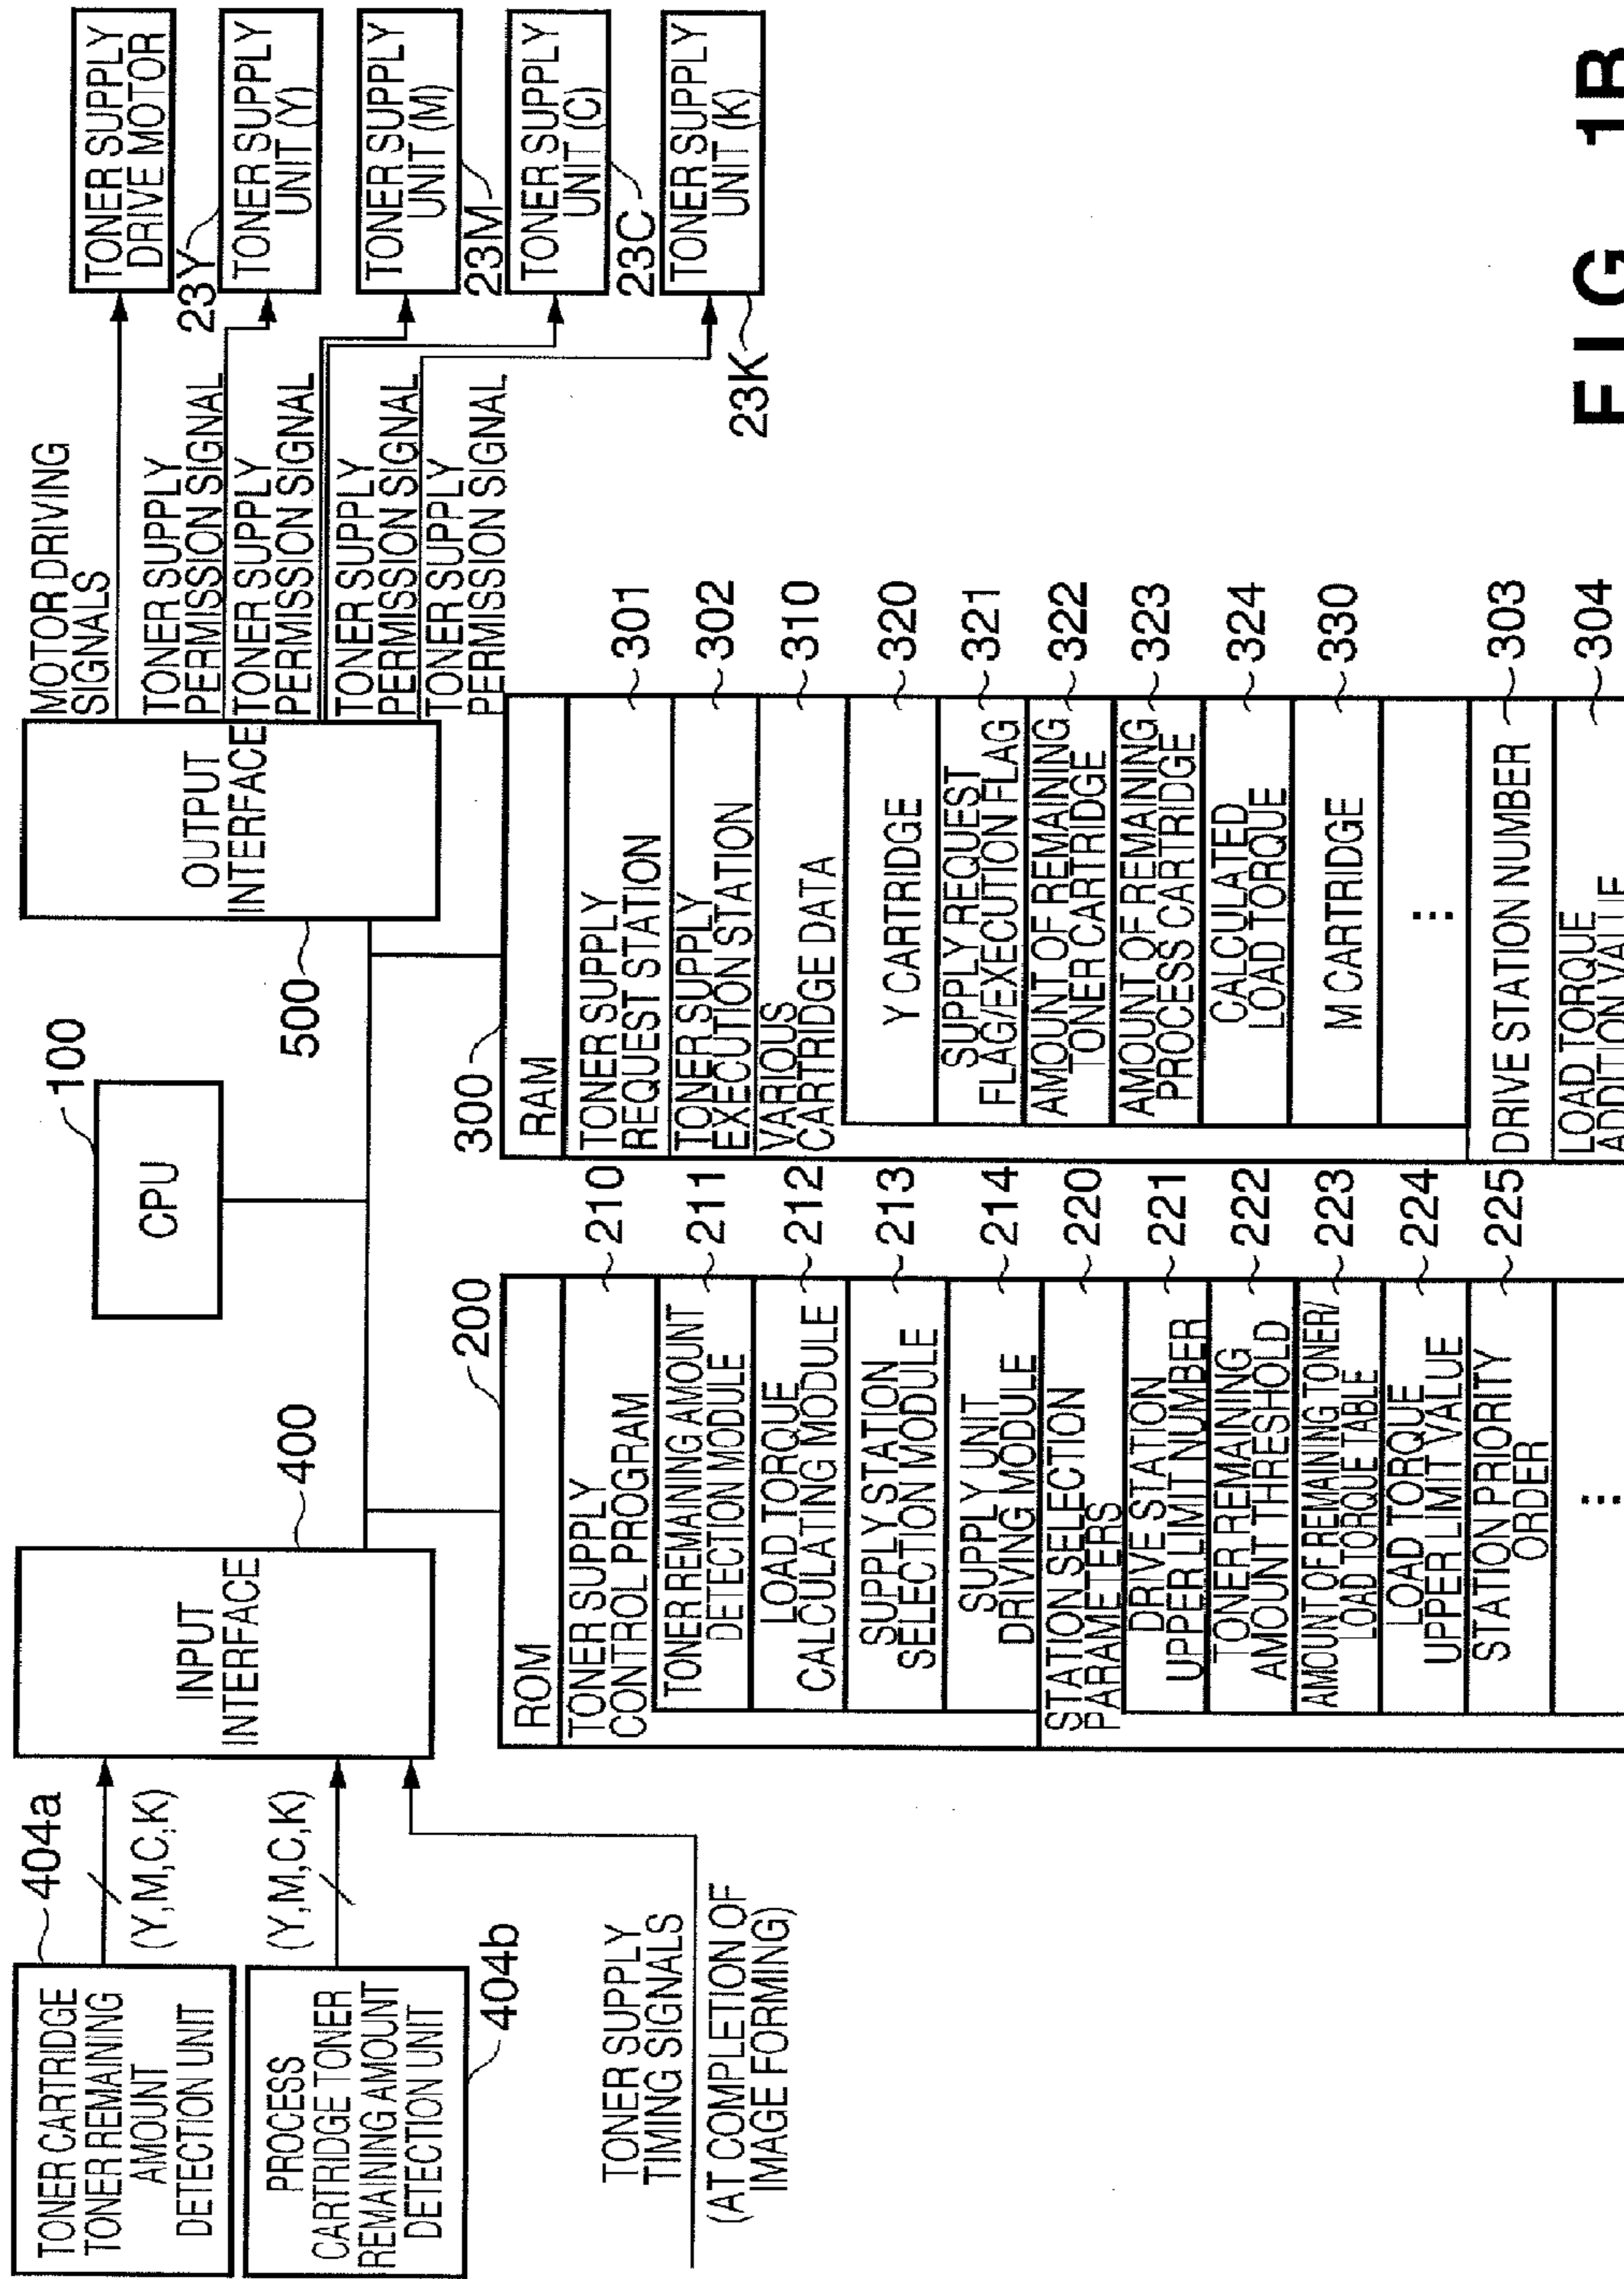 TONER CARTRIDGE
TONER REMAINING
AMOUNT
DETECTION UNIT
404a
(Y,M,C,K)
PROCESS
CARTRIDGE TONER
REMAINING AMOUNT
DETECTION UNIT
404b
(Y,M,C,K)
TONER SUPPLY
TIMING SIGNALS
(AT COMPLETION OF
IMAGE FORMING)
INPUT
INTERFACE
400
CPU
100
OUTPUT
INTERFACE
500
MOTOR DRIVING
SIGNALS
TONER SUPPLY
PERMISSION SIGNAL
TONER SUPPLY
PERMISSION SIGNAL
TONER SUPPLY
PERMISSION SIGNAL
TONER SUPPLY
PERMISSION SIGNAL
TONER SUPPLY
DRIVE MOTOR
23Y
TONER SUPPLY
UNIT (Y)
TONER SUPPLY
UNIT (M)
23M
TONER SUPPLY
UNIT (C)
23C
TONER SUPPLY
UNIT (K)
23K
200
ROM
TONER SUPPLY
CONTROL PROGRAM
210
TONER REMAINING AMOUNT
DETECTION MODULE
211
LOAD TORQUE
CALCULATING MODULE
212
SUPPLY STATION
SELECTION MODULE
213
SUPPLY UNIT
DRIVING MODULE
214
STATION SELECTION
PARAMETERS
220
DRIVE STATION
UPPER LIMIT NUMBER
221
TONER REMAINING
AMOUNT THRESHOLD
222
AMOUNT OF REMAINING TONER/
LOAD TORQUE TABLE
223
LOAD TORQUE
UPPER LIMIT VALUE
224
STATION PRIORITY
ORDER
225
⋮
300
RAM
TONER SUPPLY
REQUEST STATION
301
TONER SUPPLY
EXECUTION STATION
302
VARIOUS
CARTRIDGE DATA
310
Y CARTRIDGE
320
SUPPLY REQUEST
FLAG/EXECUTION FLAG
321
AMOUNT OF REMAINING
TONER CARTRIDGE
322
AMOUNT OF REMAINING
PROCESS CARTRIDGE
323
CALCULATED
LOAD TORQUE
324
M CARTRIDGE
330
⋮
DRIVE STATION NUMBER
303
LOAD TORQUE
ADDITION VALUE
304
FIG. 1B